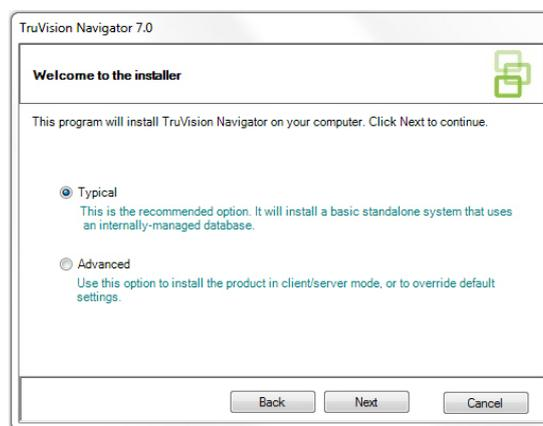 TruVision Navigator 7.0
Welcome to the installer
This program will install TruVision Navigator on your computer. Click Next to continue.
Typical
This is the recommended option. It will install a basic standalone system that uses
an internally-managed database.
Advanced
Use this option to install the product in client/server mode, or to override default
settings.
Back Next Cancel